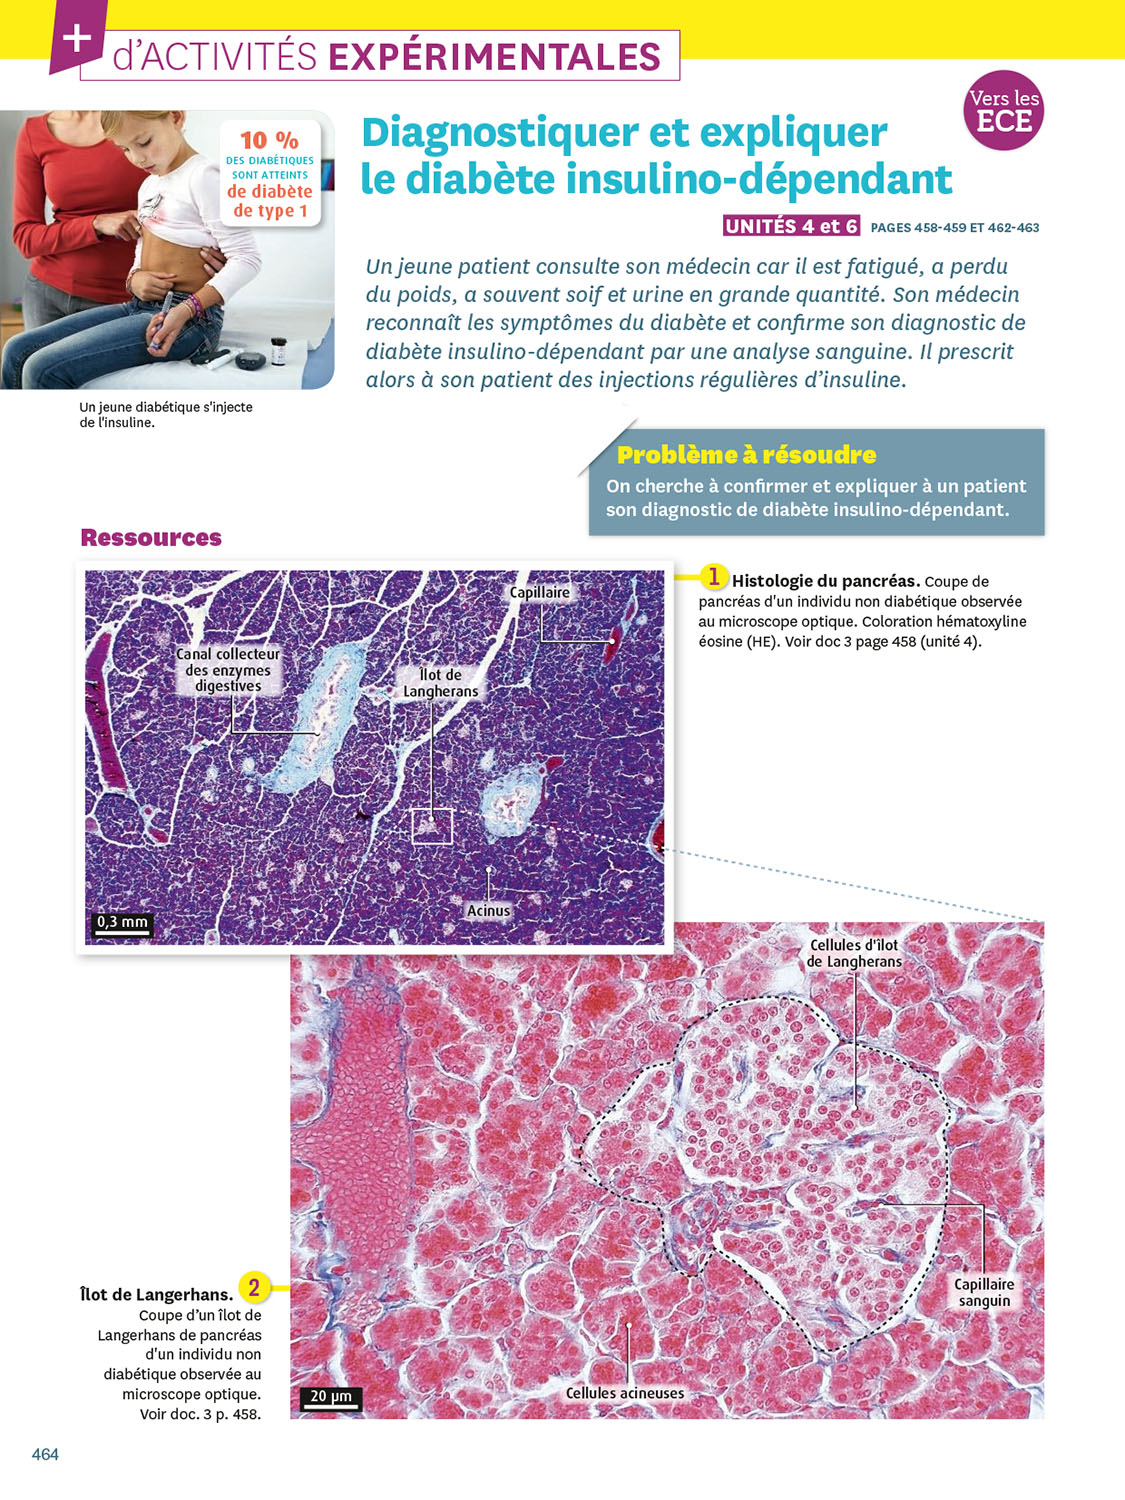 +
d'ACTIVITÉS EXPÉRIMENTALES
Vers les
ECE
10 %
DES DIABÉTIQUES
SONT ATTEINTS
de diabète
de type 1
Diagnostiquer et expliquer
le diabète insulino-dépendant
UNITÉS 4 et 6 PAGES 458-459 ET 462-463
Un jeune patient consulte son médecin car il est fatigué, a perdu
du poids, a souvent soif et urine en grande quantité. Son médecin
reconnaît les symptômes du diabète et confirme son diagnostic de
diabète insulino-dépendant par une analyse sanguine. Il prescrit
alors à son patient des injections régulières d'insuline.
Un jeune diabétique s'injecte
de l'insuline.
Problème à résoudre
On cherche à confirmer et expliquer à un patient
son diagnostic de diabète insulino-dépendant.
Ressources
1 Histologie du pancréas. Coupe de
pancréas d'un individu non diabétique observée
au microscope optique. Coloration hématoxyline
éosine (HE). Voir doc 3 page 458 (unité 4).
Capillaire
Canal collecteur
des enzymes
digestives
Îlot de
Langherans
Acinus
0,3 mm
Cellules d'îlot
de Langherans
Capillaire
sanguin
Cellules acineuses
20 µm
Îlot de Langerhans. 2
Coupe d'un îlot de
Langerhans de pancréas
d'un individu non
diabétique observée au
microscope optique.
Voir doc. 3 p. 458.
464